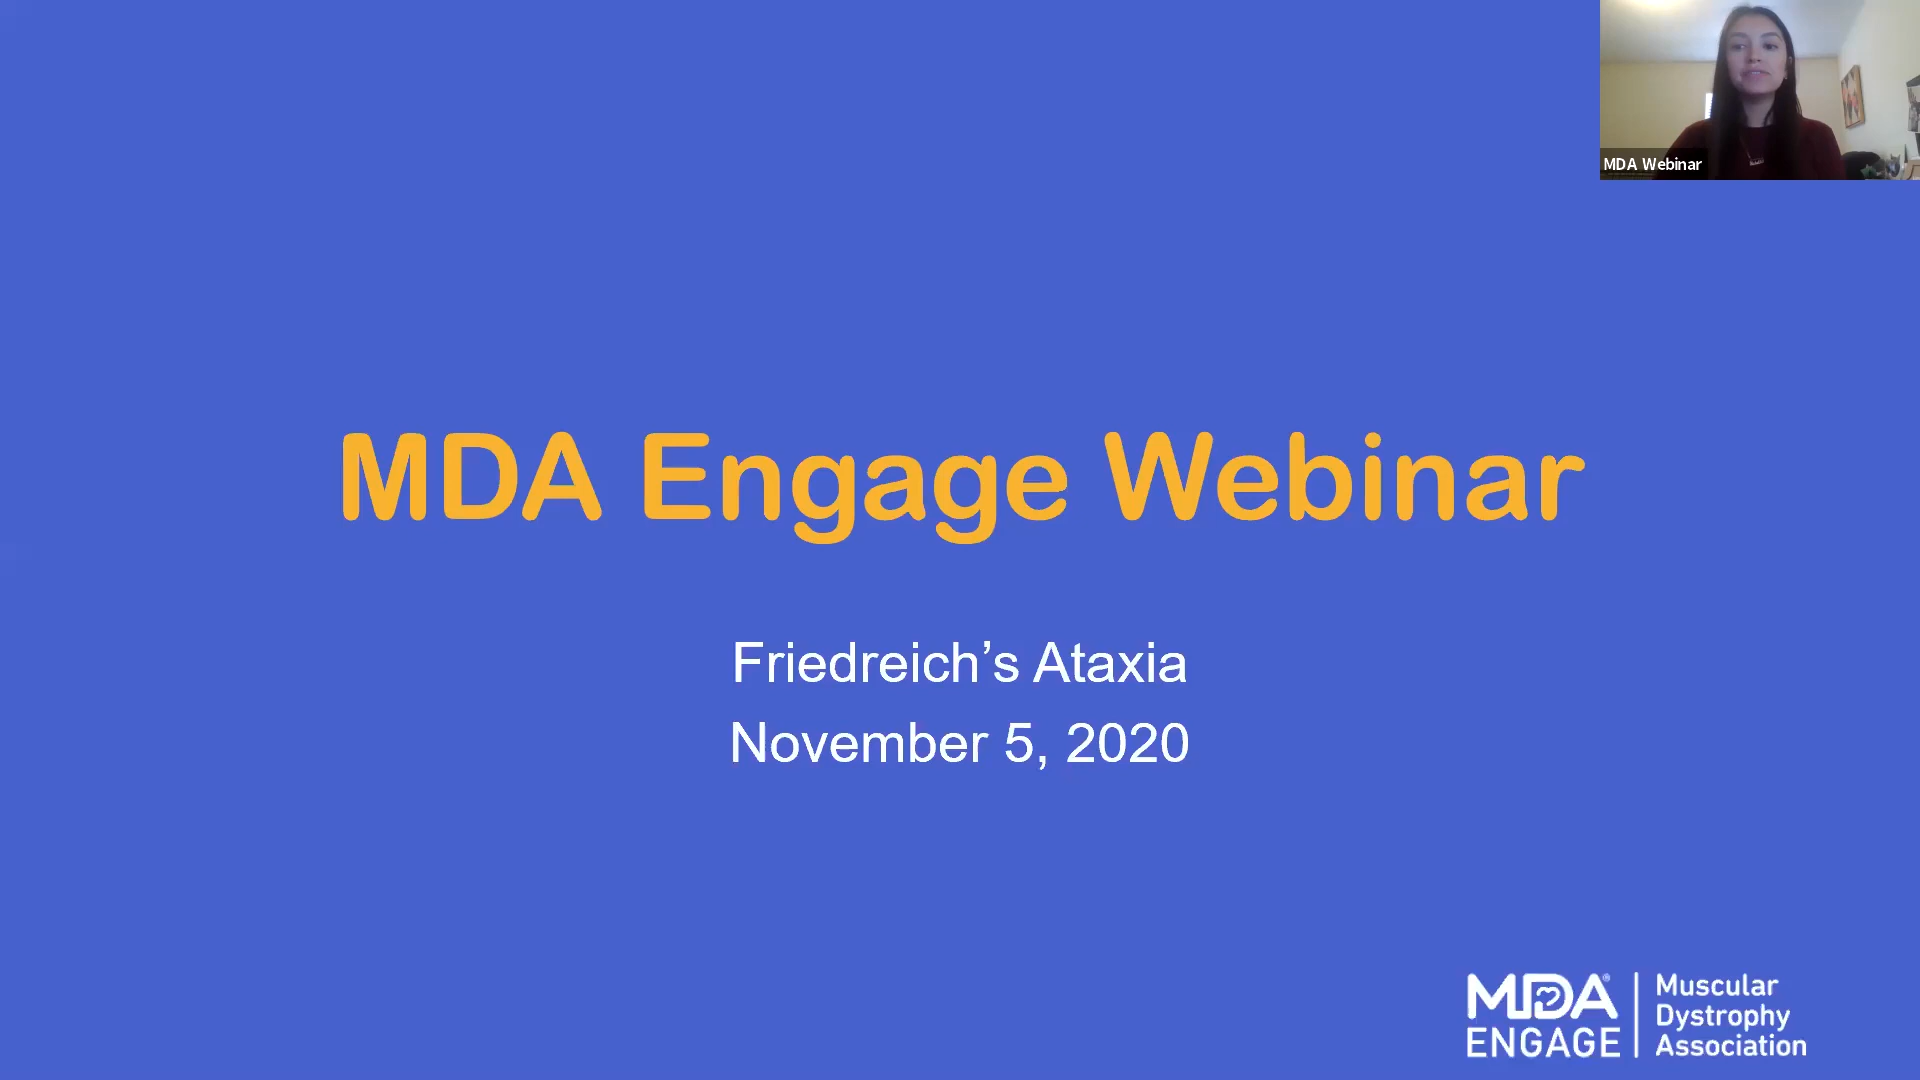 MDA Webinar
MDA Engage Webinar
Friedreich’s Ataxia
November 5, 2020
MDA®
ENGAGE
Muscular
Dystrophy
Association